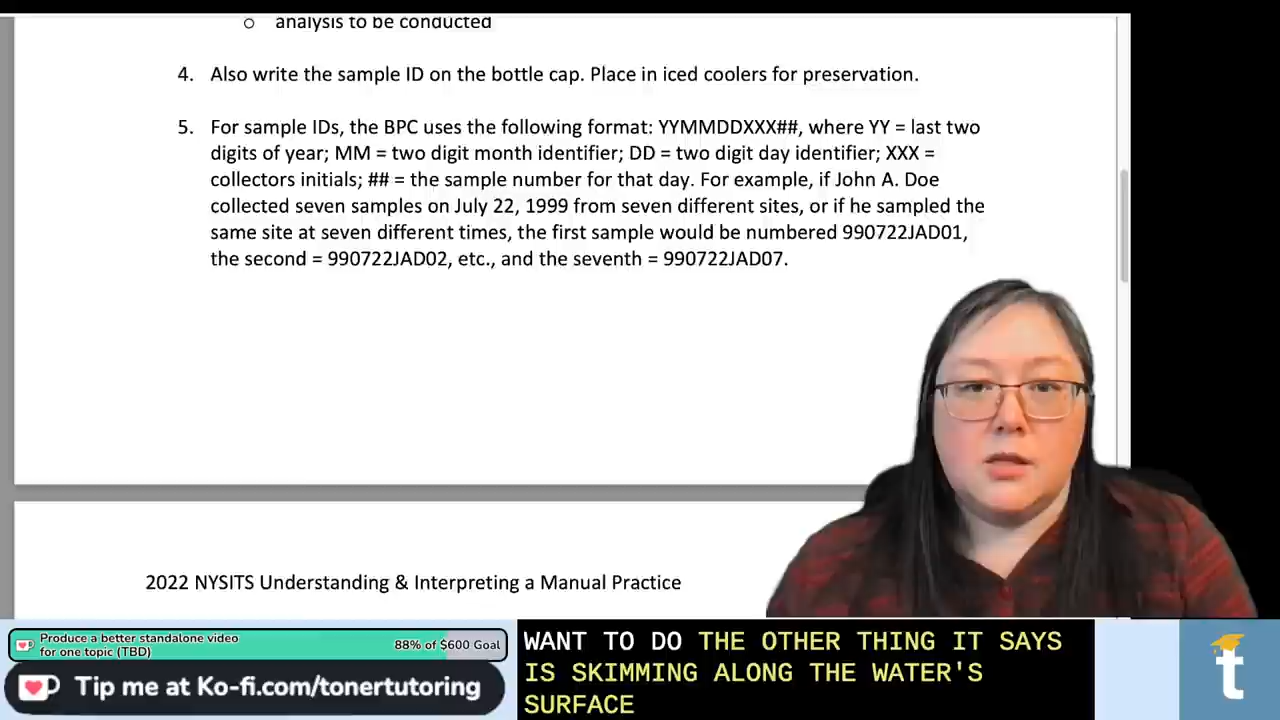 o analysis to be conducted
4. Also write the sample ID on the bottle cap. Place in iced coolers for preservation.
5. For sample IDs, the BPC uses the following format: YYMMDDXXX##, where YY = last two
digits of year; MM = two digit month identifier; DD = two digit day identifier; XXX =
collectors initials; ## = the sample number for that day. For example, if John A. Doe
collected seven samples on July 22, 1999 from seven different sites, or if he sampled the
same site at seven different times, the first sample would be numbered 990722JAD01,
the second = 990722JAD02, etc., and the seventh = 990722JAD07.
2022 NYSITS Understanding & Interpreting a Manual Practice
Produce a better standalone video
for one topic (TBD)
88% of $600 Goal
Tip me at Ko-fi.com/tonertutoring
WANT TO DO THE OTHER THING IT SAYS
IS SKIMMING ALONG THE WATER'S
SURFACE
t